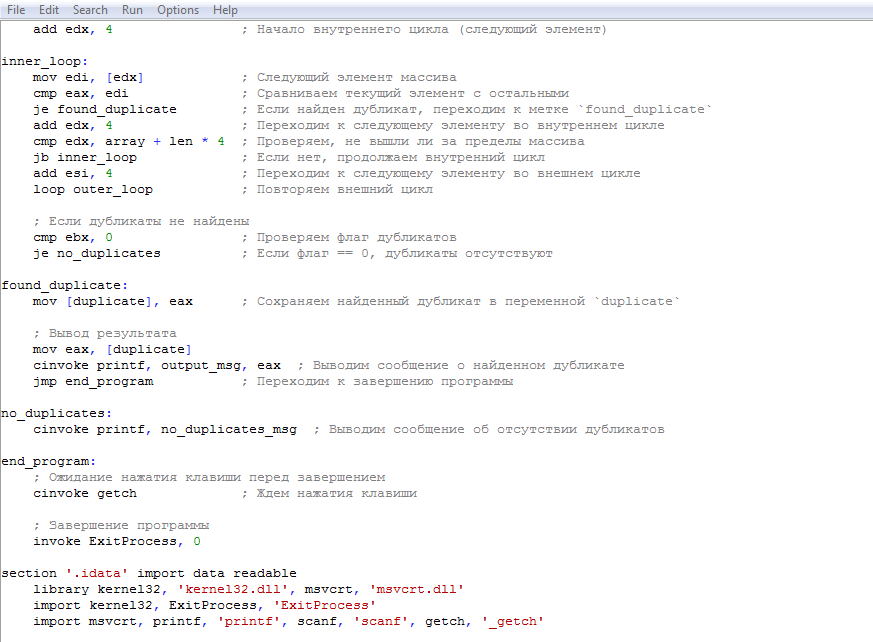 File Edit Search Run Options Help
add edx, 4 ; Начало внутреннего цикла (следующий элемент)
inner_loop:
mov edi, [edx] ; Следующий элемент массива
cmp eax, edi ; Сравниваем текущий элемент с остальными
je found_duplicate ; Если найден дубликат, переходим к метке `found_duplicate`
add edx, 4 ; Переходим к следующему элементу во внутреннем цикле
cmp edx, array + len * 4 ; Проверяем, не вышли ли за пределы массива
jb inner_loop ; Если нет, продолжаем внутренний цикл
add esi, 4 ; Переходим к следующему элементу во внешнем цикле
loop outer_loop ; Повторяем внешний цикл
; Если дубликаты не найдены
cmp ebx, 0 ; Проверяем флаг дубликатов
je no_duplicates ; Если флаг == 0, дубликаты отсутствуют
found_duplicate:
mov [duplicate], eax ; Сохраняем найденный дубликат в переменной `duplicate`
; Вывод результата
mov eax, [duplicate]
cinvoke printf, output_msg, eax ; Выводим сообщение о найденном дубликате
jmp end_program ; Переходим к завершению программы
no_duplicates:
cinvoke printf, no_duplicates_msg ; Выводим сообщение об отсутствии дубликатов
end_program:
; Ожидание нажатия клавиши перед завершением
cinvoke getch ; Ждем нажатия клавиши
; Завершение программы
invoke ExitProcess, 0
section '.idata' import data readable
library kernel32, 'kernel32.dll', msvcrt, 'msvcrt.dll'
import kernel32, ExitProcess, 'ExitProcess'
import msvcrt, printf, 'printf', scanf, 'scanf', getch, '_getch'